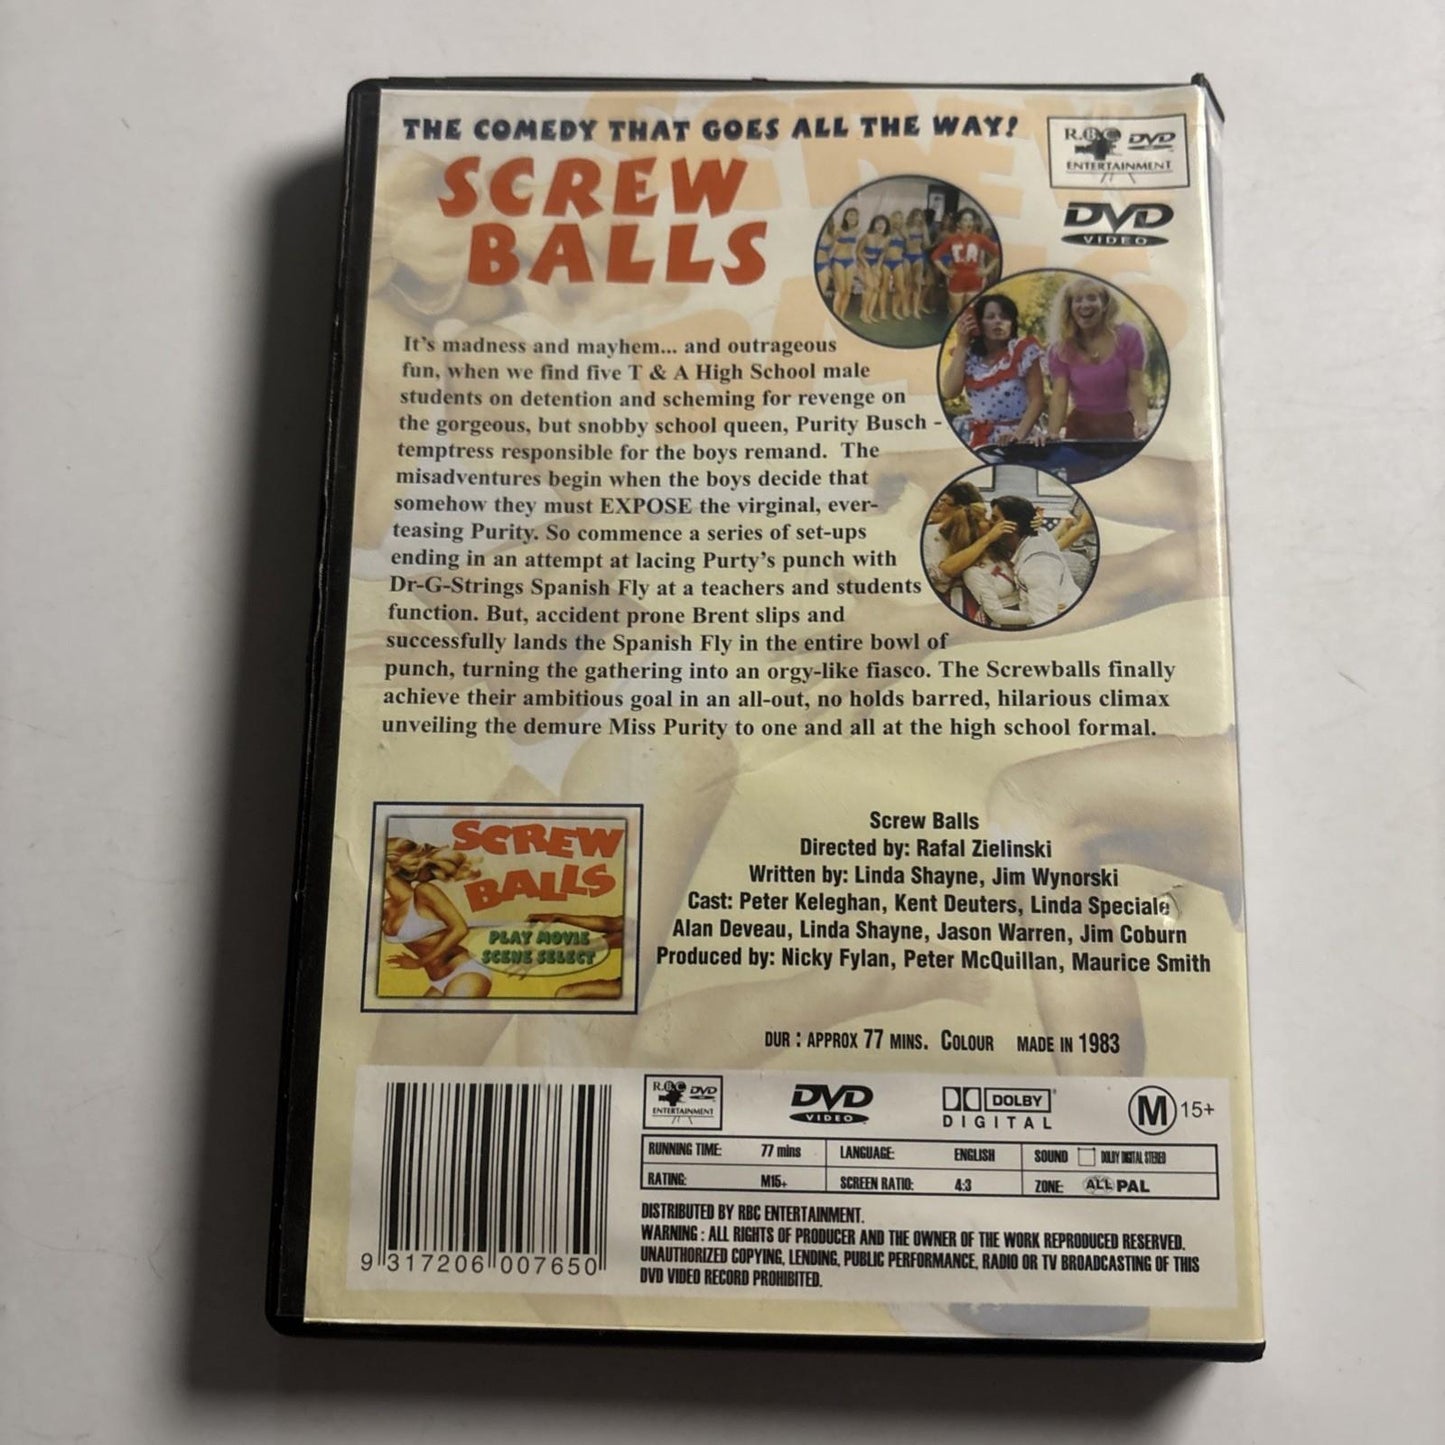 THE COMEDY THAT GOES ALL THE WAY!
R.B.C DVD
ENTERTAINMENT
SCREW
BALLS
DVD
VIDEO
It's madness and mayhem... and outrageous
fun, when we find five T & A High School male
students on detention and scheming for revenge on
the gorgeous, but snobby school queen, Purity Busch -
temptress responsible for the boys remand. The
misadventures begin when the boys decide that
somehow they must EXPOSE the virginal, ever-
teasing Purity. So commence a series of set-ups
ending in an attempt at lacing Purty's punch with
Dr-G-Strings Spanish Fly at a teachers and students
function. But, accident prone Brent slips and
successfully lands the Spanish Fly in the entire bowl of
punch, turning the gathering into an orgy-like fiasco. The Screwballs finally
achieve their ambitious goal in an all-out, no holds barred, hilarious climax
unveiling the demure Miss Purity to one and all at the high school formal.
SCREW
BALLS
PLAY MOVIE
SCENE SELECT
Screw Balls
Directed by: Rafal Zielinski
Written by: Linda Shayne, Jim Wynorski
Cast: Peter Keleghan, Kent Deuters, Linda Speciale
Alan Deveau, Linda Shayne, Jason Warren, Jim Coburn
Produced by: Nicky Fylan, Peter McQuillan, Maurice Smith
DUR : APPROX 77 MINS. COLOUR MADE IN 1983
R.B.C DVD
ENTERTAINMENT
DVD
VIDEO
DOLBY
DIGITAL
M 15+
RUNNING TIME: 77 mins LANGUAGE: ENGLISH SOUND DOLBY DIGITAL STEREO
RATING: M15+ SCREEN RATIO: 4:3 ZONE: ALL PAL
DISTRIBUTED BY RBC ENTERTAINMENT.
WARNING : ALL RIGHTS OF PRODUCER AND THE OWNER OF THE WORK REPRODUCED RESERVED.
UNAUTHORIZED COPYING, LENDING, PUBLIC PERFORMANCE, RADIO OR TV BROADCASTING OF THIS
DVD VIDEO RECORD PROHIBITED.
9 317206 007650